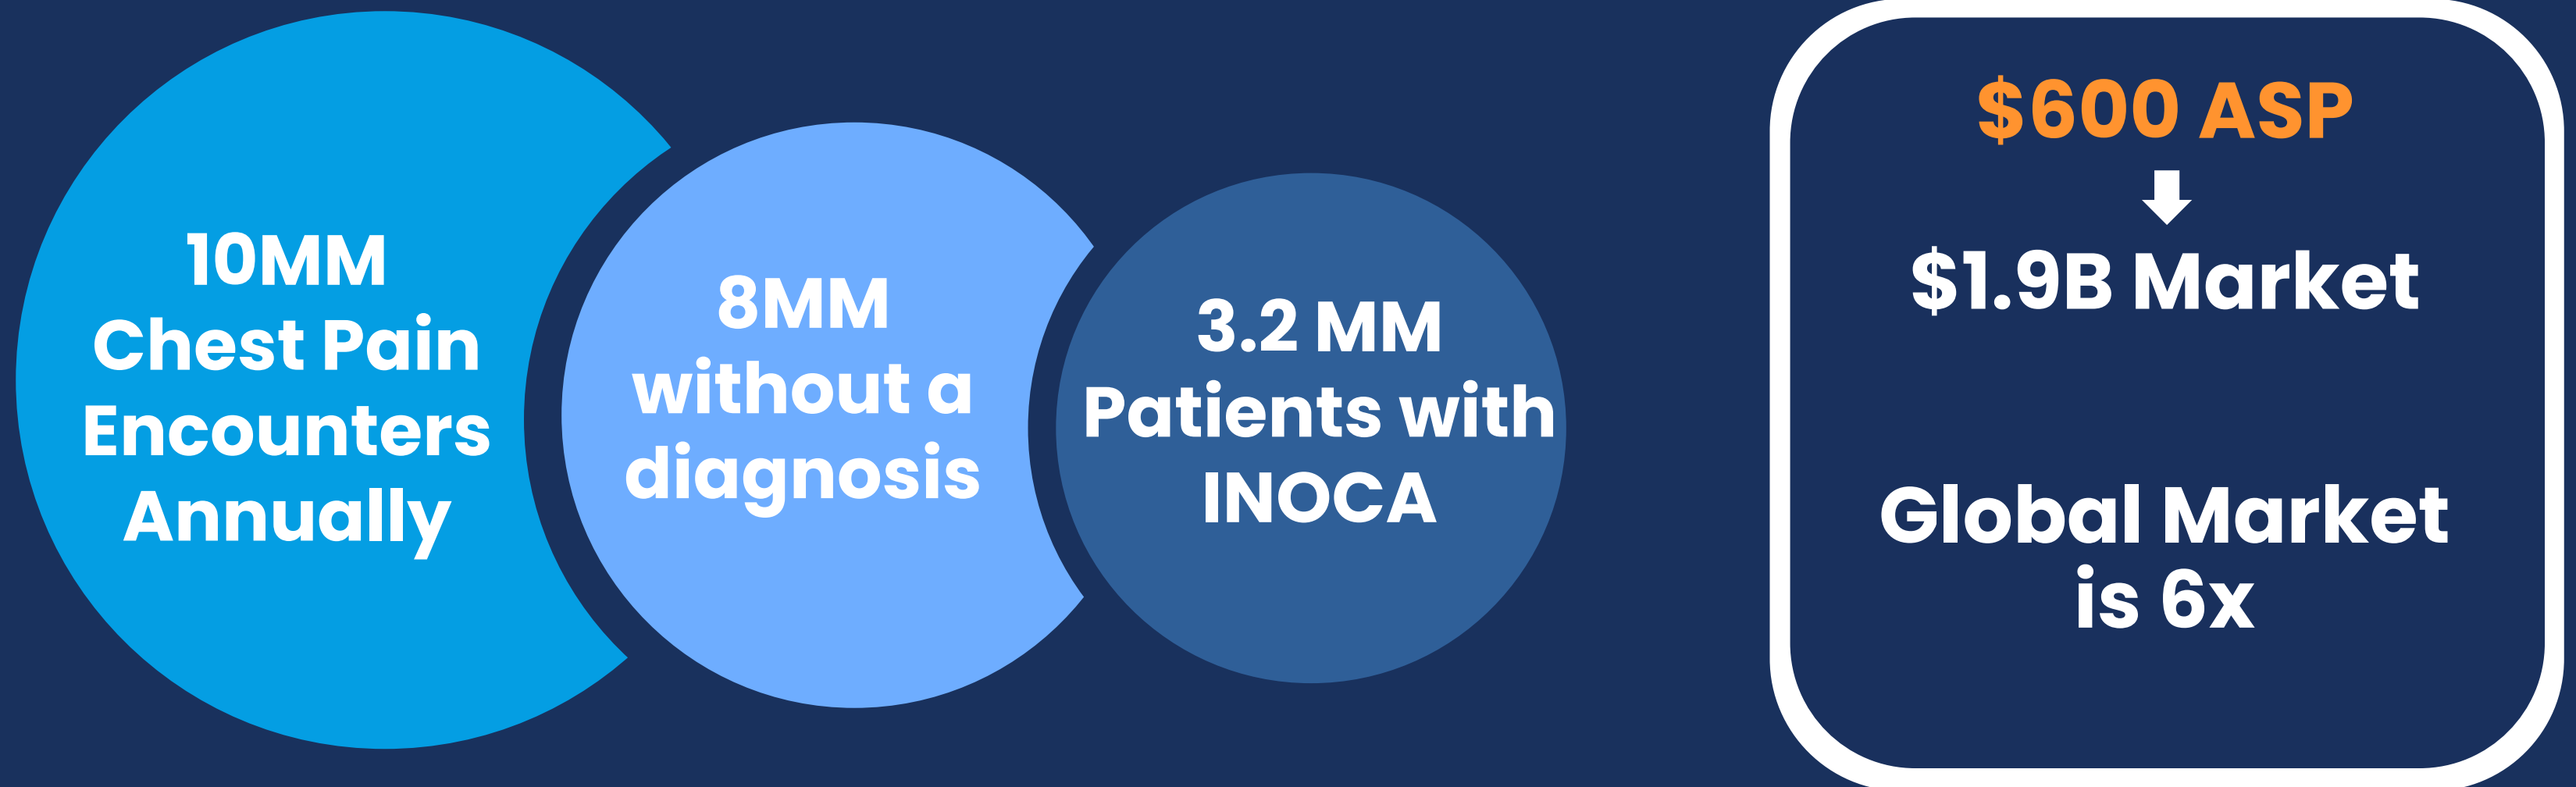 10MM
Chest Pain
Encounters
Annually
8MM
without a
diagnosis
3.2 MM
Patients with
INOCA
$600 ASP
$1.9B Market
Global Market
is 6x